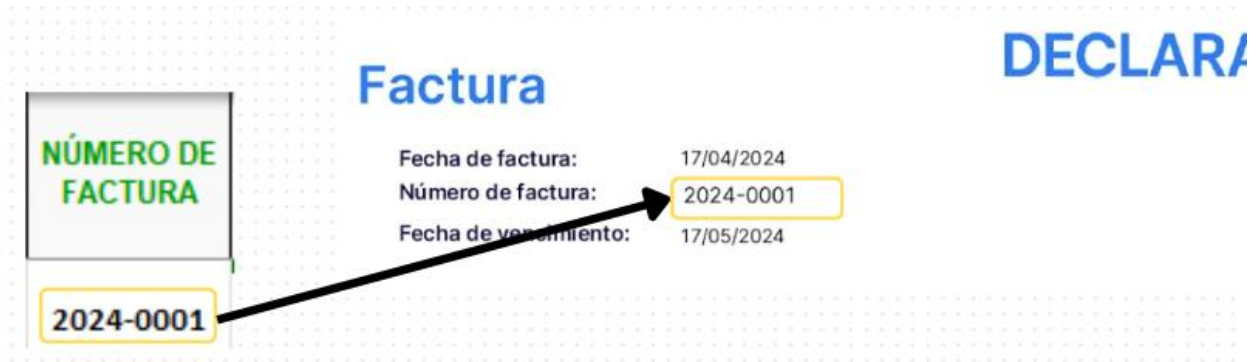 DECLARA
Factura
NÚMERO DE
FACTURA
Fecha de factura: 17/04/2024
Número de factura: 2024-0001
Fecha de vencimiento: 17/05/2024
2024-0001